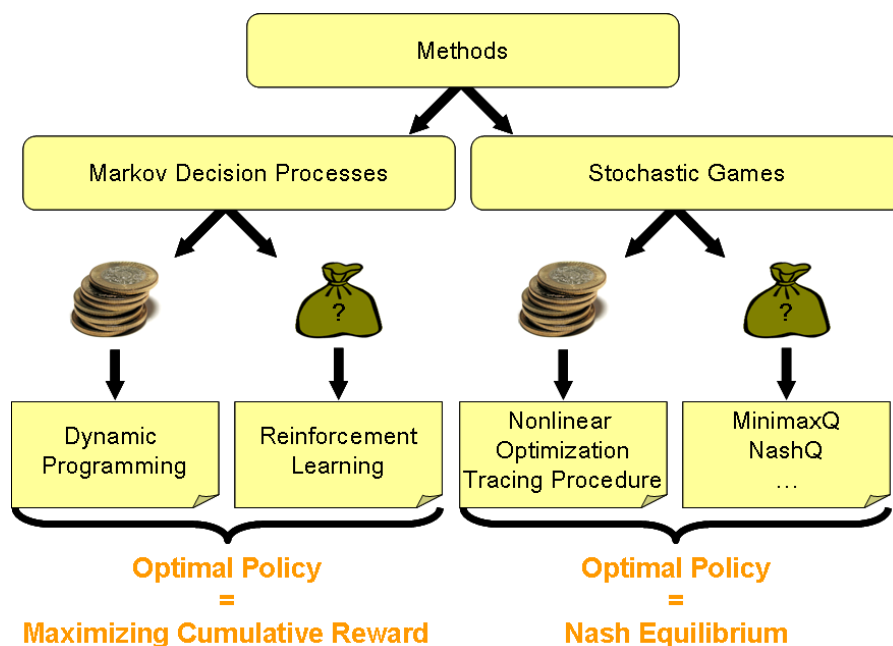 Methods
Markov Decision Processes
Stochastic Games
?
?
Dynamic
Programming
Reinforcement
Learning
Nonlinear
Optimization
Tracing Procedure
MinimaxQ
NashQ
...
Optimal Policy
=
Maximizing Cumulative Reward
Optimal Policy
=
Nash Equilibrium